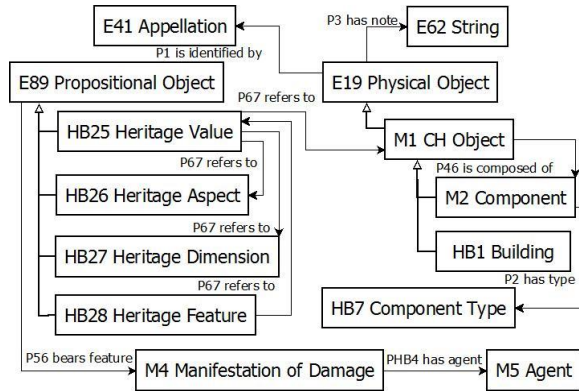 E41 Appellation
P3 has note
E62 String
P1 is identified by
E89 Propositional Object
E19 Physical Object
P67 refers to
HB25 Heritage Value
M1 CH Object
P67 refers to
P46 is composed of
HB26 Heritage Aspect
M2 Component
P67 refers to
HB27 Heritage Dimension
HB1 Building
P67 refers to
P2 has type
HB28 Heritage Feature
HB7 Component Type
P56 bears feature
M4 Manifestation of Damage
PHB4 has agent
M5 Agent